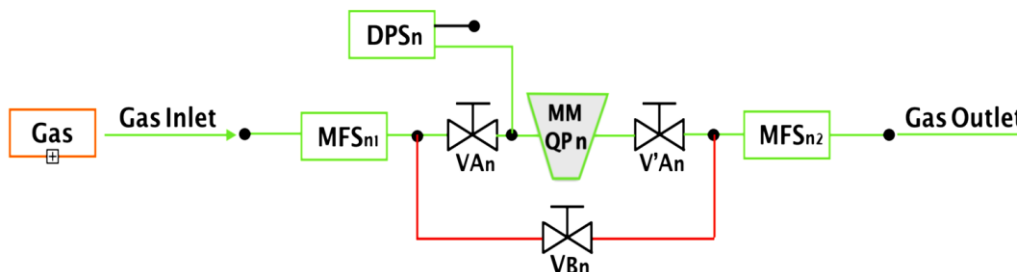 DPSn
Gas Inlet
Gas Outlet
Gas
MFSn1
VAn
MM
QPn
V'An
MFSn2
VBn